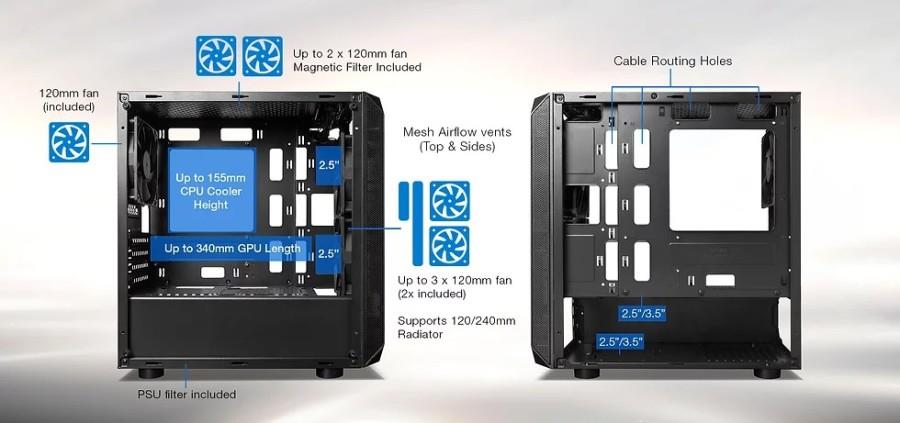 Up to 2 x 120mm fan
Magnetic Filter Included
120mm fan
(included)
Mesh Airflow vents
(Top & Sides)
Up to 155mm
CPU Cooler
Height
2.5"
Up to 340mm GPU Length
2.5"
Up to 3 x 120mm fan
(2x included)
Supports 120/240mm
Radiator
PSU filter included
Cable Routing Holes
2.5"/3.5"
2.5"/3.5"